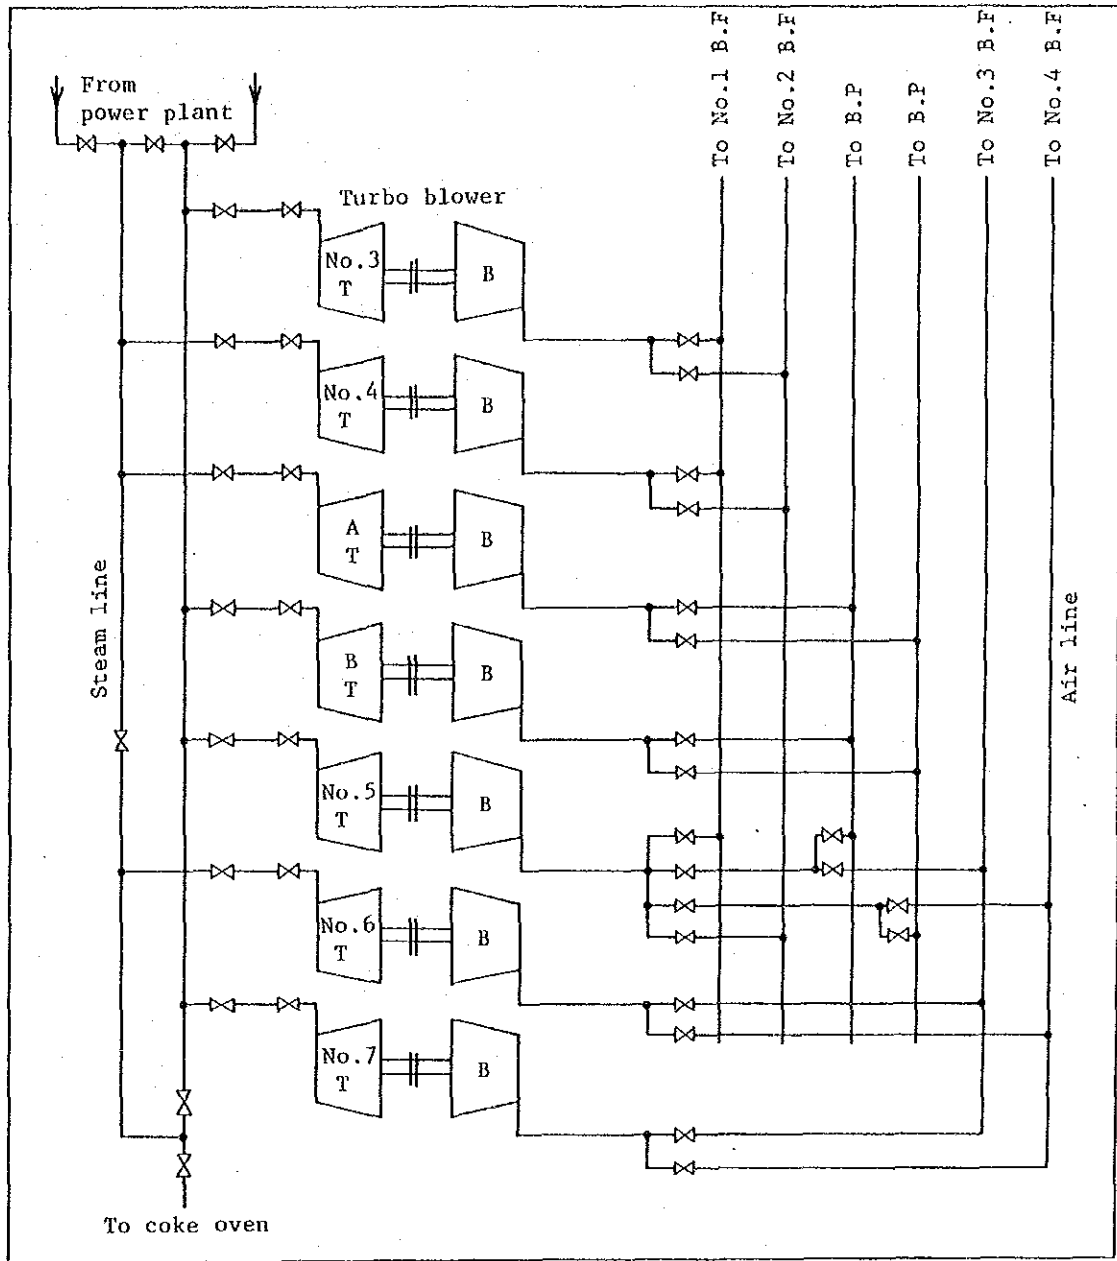 From
power plant
Turbo blower
To No.1 B.F
To No.2 B.F
To B.P
To B.P
To No.3 B.F
To No.4 B.F
No.3
T
B
No.4
T
B
A
T
B
B
T
B
No.5
T
B
No.6
T
B
No.7
T
B
Steam line
Air line
To coke oven